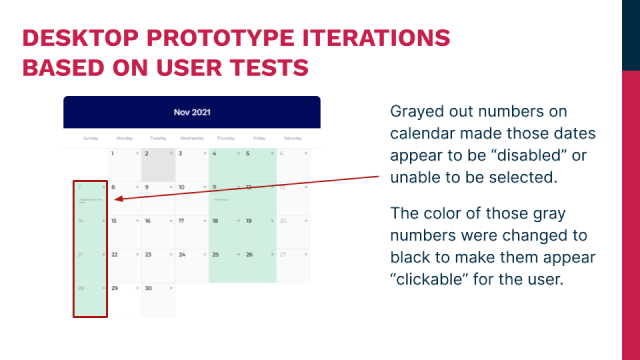 DESKTOP PROTOTYPE ITERATIONS
BASED ON USER TESTS
Nov 2021
Sunday Monday Tuesday Wednesday Thursday Friday Saturday
1 2 3 4 5 6
7 8 9 10 11 12 13
14 15 16 17 18 19 20
21 22 23 24 25 26 27
28 29 30
Grayed out numbers on
calendar made those dates
appear to be “disabled” or
unable to be selected.
The color of those gray
numbers were changed to
black to make them appear
“clickable” for the user.